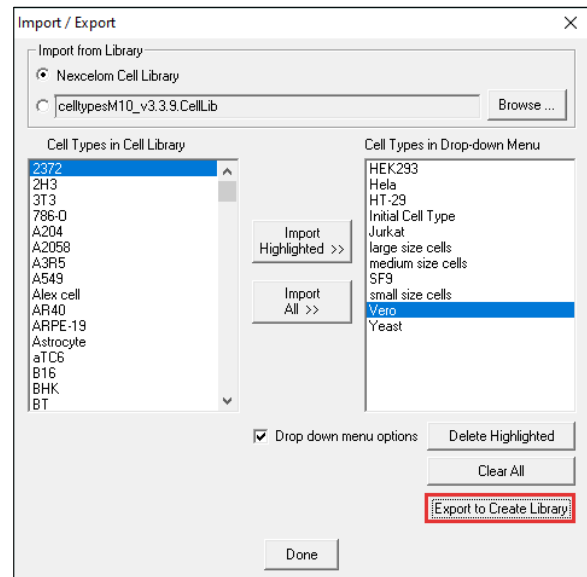 Import / Export
Import from Library
Nexcelom Cell Library
celltypesM10_v3.3.9.CellLib
Browse ...
Cell Types in Cell Library
2372
2H3
3T3
786-O
A204
A2058
A3R5
A549
Alex cell
AR40
ARPE-19
Astrocyte
aTC6
B16
BHK
BT
Import
Highlighted >>
Import
All >>
Cell Types in Drop-down Menu
HEK293
Hela
HT-29
Initial Cell Type
Jurkat
large size cells
medium size cells
SF9
small size cells
Vero
Yeast
Drop down menu options
Delete Highlighted
Clear All
Export to Create Library
Done